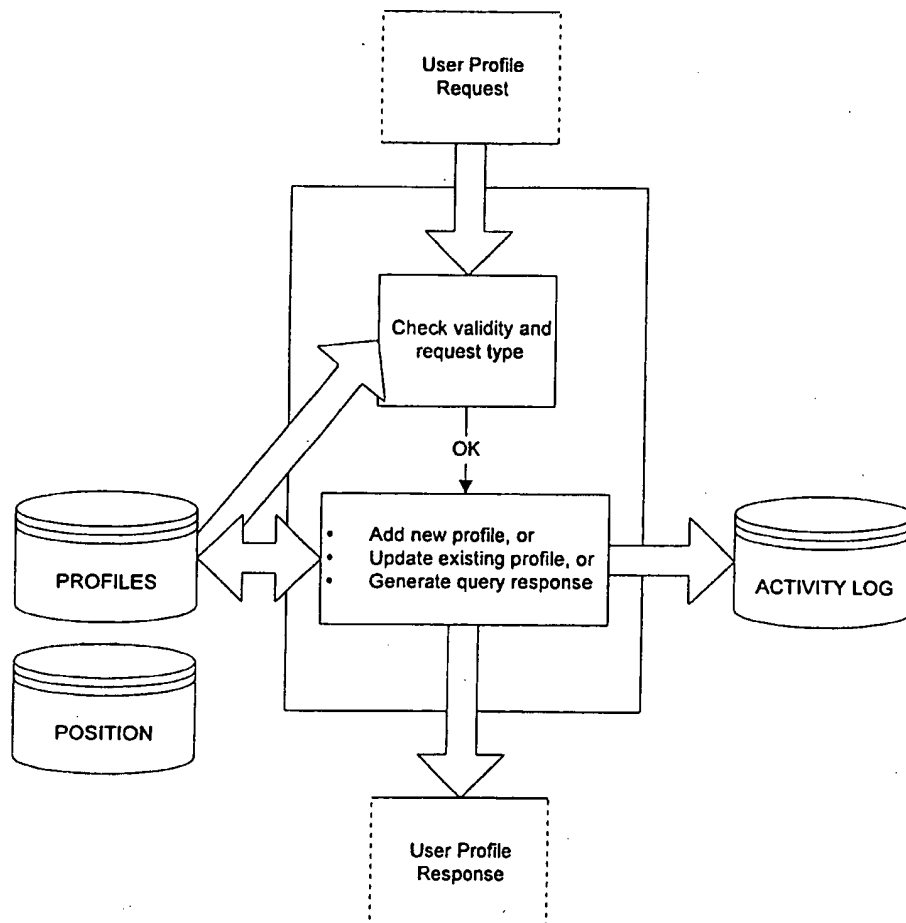 User Profile
Request
Check validity and
request type
OK
• Add new profile, or
• Update existing profile, or
• Generate query response
PROFILES
ACTIVITY LOG
POSITION
User Profile
Response